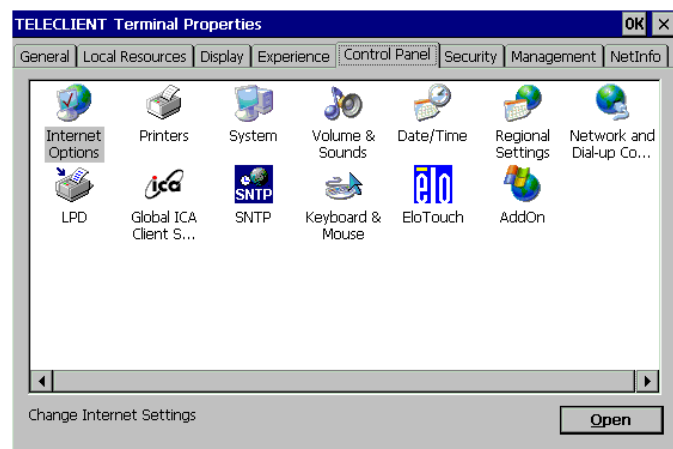 TELECLIENT Terminal Properties OK ×
General Local Resources Display Experience Control Panel Security Management NetInfo
Internet Options
Printers
System
Volume & Sounds
Date/Time
Regional Settings
Network and Dial-up Co...
ica
SNTP
elo
LPD
Global ICA Client S...
SNTP
Keyboard & Mouse
EloTouch
AddOn
Change Internet Settings
Open